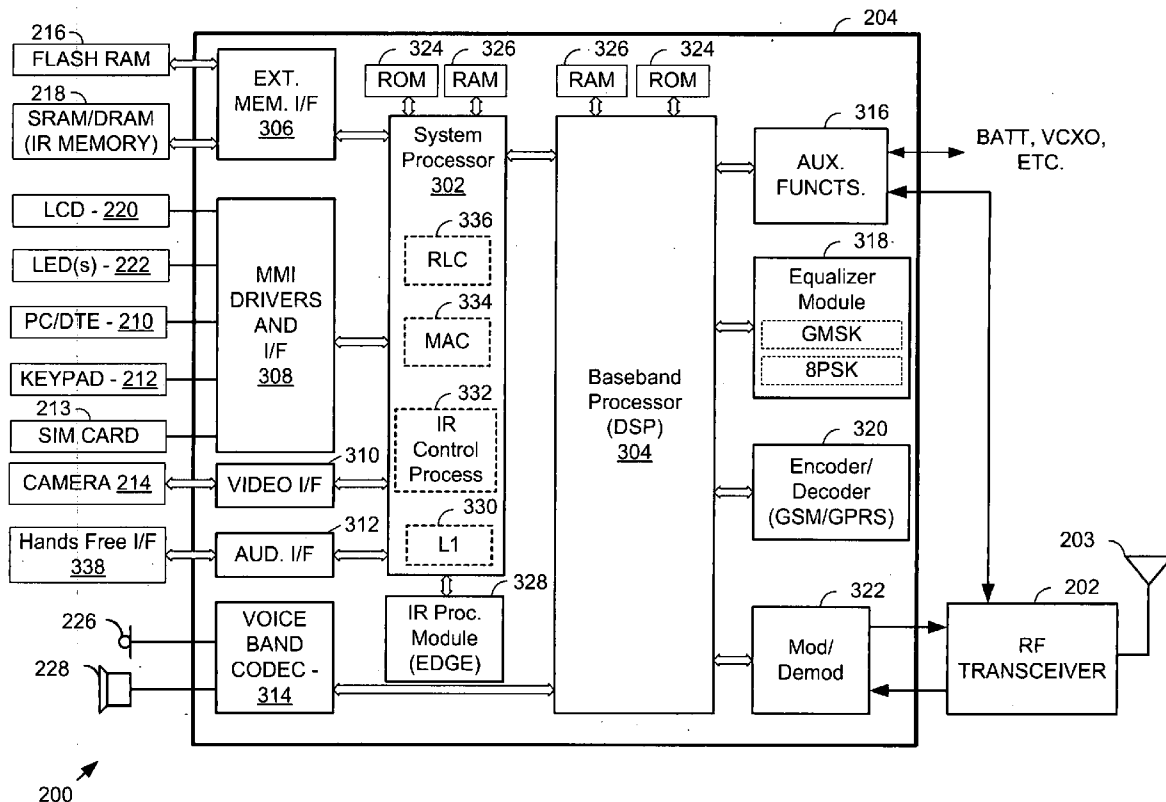 204
216
FLASH RAM
218
SRAM/DRAM
(IR MEMORY)
EXT.
MEM. I/F
306
324
326
ROM
RAM
326
324
RAM
ROM
System
Processor
302
336
RLC
334
MAC
332
IR
Control
Process
330
L1
328
IR Proc.
Module
(EDGE)
LCD - 220
LED(s) - 222
PC/DTE - 210
KEYPAD - 212
213
SIM CARD
MMI
DRIVERS
AND
I/F
308
CAMERA 214
310
VIDEO I/F
Hands Free I/F
338
312
AUD. I/F
226
228
VOICE
BAND
CODEC -
314
Baseband
Processor
(DSP)
304
316
AUX.
FUNCTS.
BATT, VCXO,
ETC.
318
Equalizer
Module
GMSK
8PSK
320
Encoder/
Decoder
(GSM/GPRS)
322
Mod/
Demod
203
202
RF
TRANSCEIVER
200